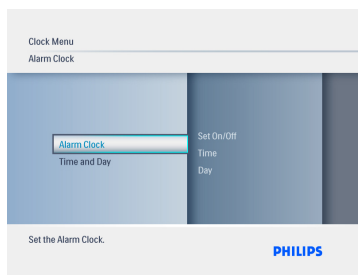 Clock Menu
Alarm Clock
Alarm Clock
Time and Day
Set On/Off
Time
Day
Set the Alarm Clock.
PHILIPS